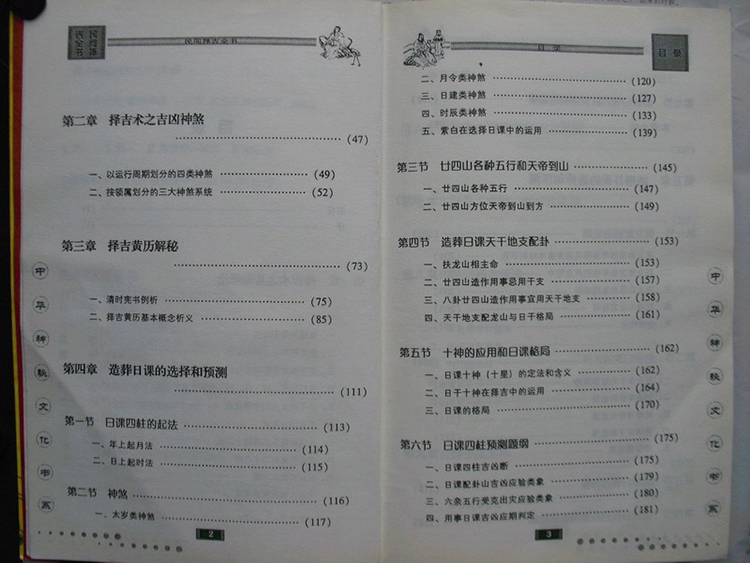 民间择吉全书
第二章 择吉术之吉凶神煞
(47)
一、以运行周期划分的四类神煞 (49)
二、按领属划分的三大神煞系统 (52)
第三章 择吉黄历解秘
(73)
一、清时宪书例析 (75)
二、择吉黄历基本概念析义 (85)
第四章 造葬日课的选择和预测
(111)
第一节 日课四柱的起法 (113)
一、年上起月法 (114)
二、日上起时法 (115)
第二节 神煞 (116)
一、太岁类神煞 (117)
中华神秘文化书系
2
目录
目录
二、月令类神煞 (120)
三、日建类神煞 (127)
四、时辰类神煞 (133)
五、紫白在选择日课中的运用 (139)
第三节 廿四山各种五行和天帝到山 (145)
一、廿四山各种五行 (147)
二、廿四山方位天帝到山到方 (149)
第四节 造葬日课天干地支配卦 (153)
一、扶龙山相主命 (153)
二、廿四山造作用事忌用干支 (157)
三、八卦廿四山造作用事宜用天干地支 (158)
四、天干地支配龙山与日干格局 (161)
第五节 十神的应用和日课格局 (162)
一、日课十神（十星）的定法和含义 (162)
二、日干十神在择吉中的运用 (164)
三、日课的格局 (170)
第六节 日课四柱预测题纲 (175)
一、日课四柱吉凶断 (175)
二、日课配卦山吉凶应验类象 (179)
三、六亲五行受克出灾应验类象 (180)
四、用事日课吉凶应期判定 (181)
中华神秘文化书系
3